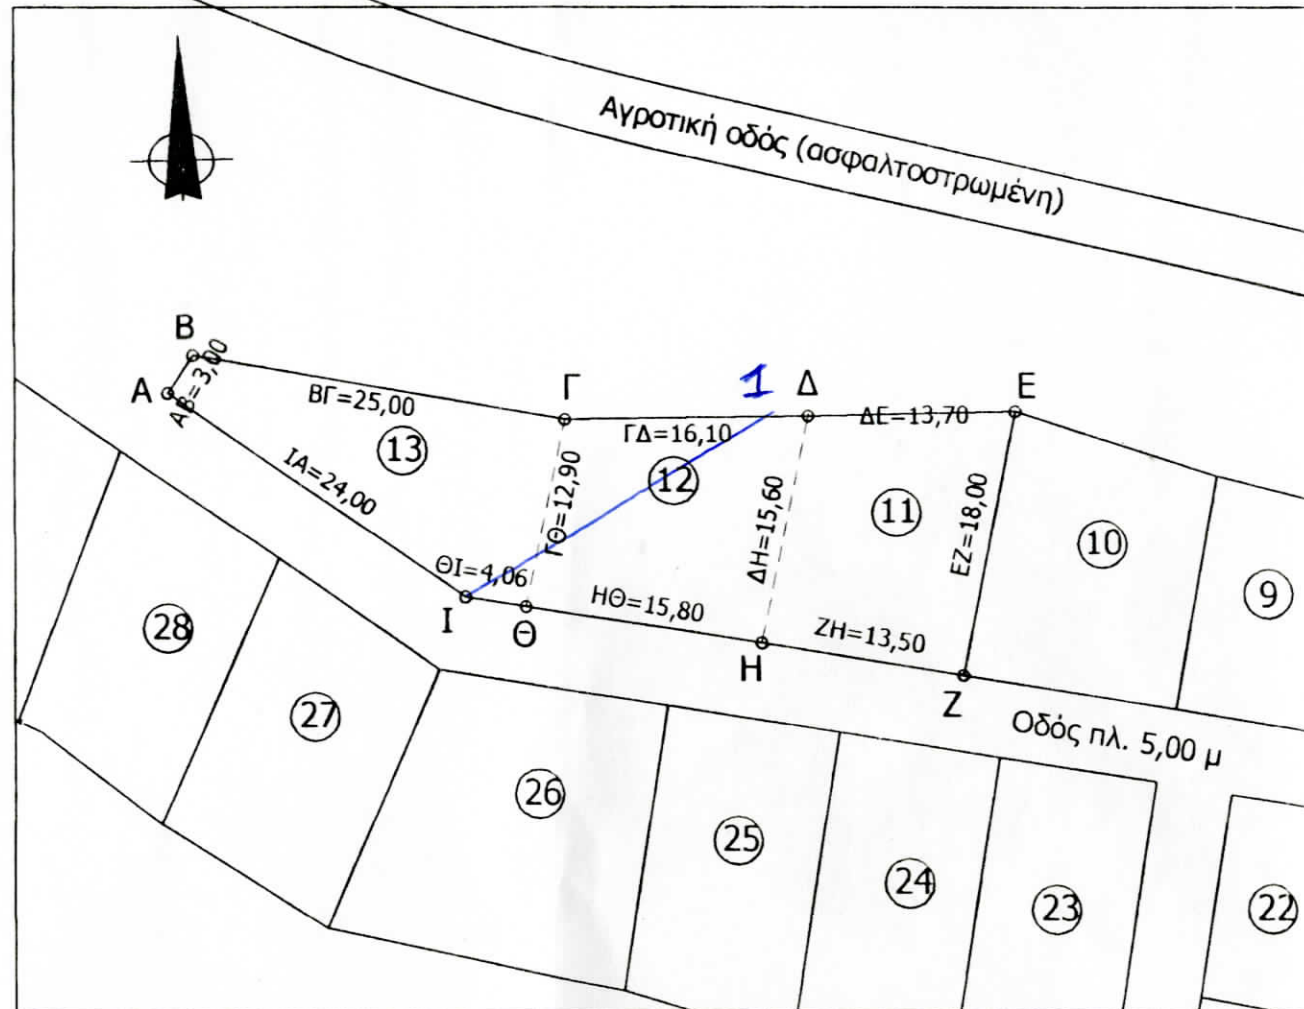 Αγροτική οδός (ασφαλτοστρωμένη)
Β
Α
ΑΒ=3,00
ΒΓ=25,00
Γ
1
Δ
Ε
ΓΔ=16,10
ΔΕ=13,70
13
ΙΑ=24,00
12
ΓΘ=12,90
ΔΗ=15,60
11
ΕΖ=18,00
10
9
ΘΙ=4,06
ΗΘ=15,80
ΖΗ=13,50
Ι
Θ
Η
Ζ
Οδός πλ. 5,00 μ
28
27
26
25
24
23
22